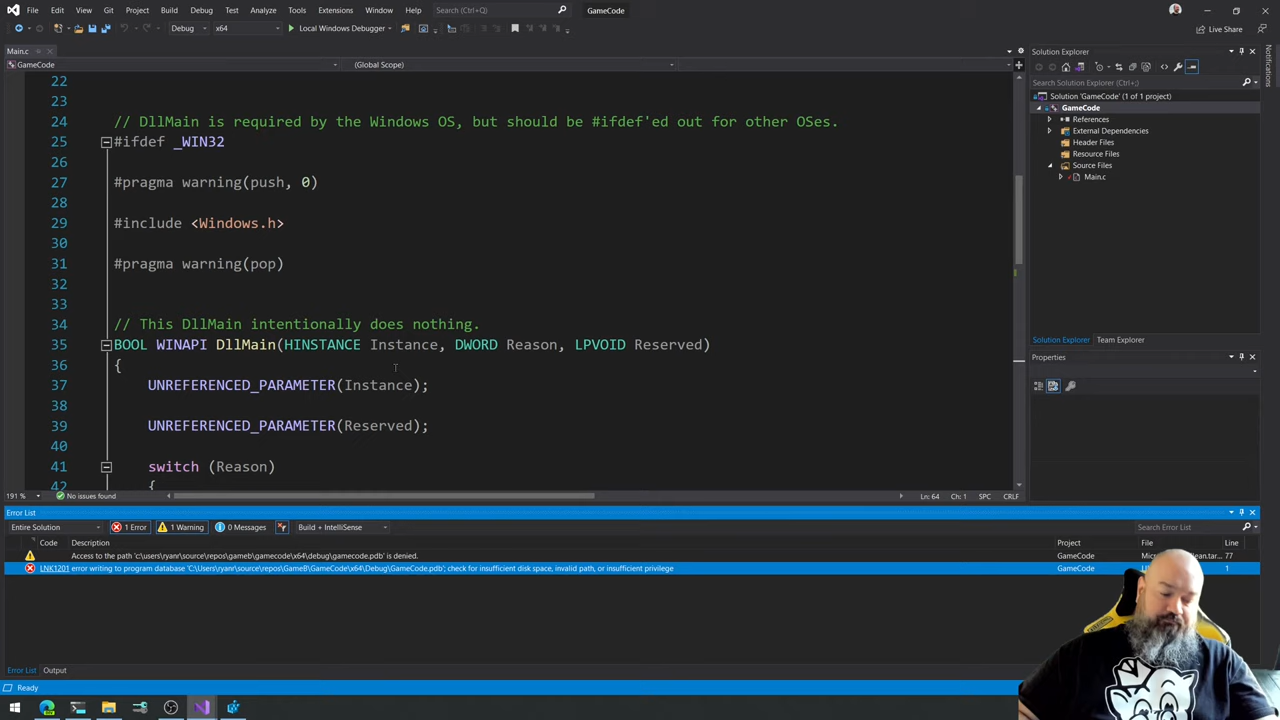 File Edit View Git Project Build Debug Test Analyze Tools Extensions Window Help Search (Ctrl+Q) GameCode
Debug x64 Local Windows Debugger Live Share
Main.c
GameCode (Global Scope)
22
23
24 // DllMain is required by the Windows OS, but should be #ifdef'ed out for other OSes.
25 #ifdef _WIN32
26
27 #pragma warning(push, 0)
28
29 #include <Windows.h>
30
31 #pragma warning(pop)
32
33
34 // This DllMain intentionally does nothing.
35 BOOL WINAPI DllMain(HINSTANCE Instance, DWORD Reason, LPVOID Reserved)
36 {
37 UNREFERENCED_PARAMETER(Instance);
38
39 UNREFERENCED_PARAMETER(Reserved);
40
41 switch (Reason)
42 {
191 % No issues found Ln: 64 Ch: 1 SPC CRLF
Solution Explorer
Search Solution Explorer (Ctrl+;)
Solution 'GameCode' (1 of 1 project)
GameCode
References
External Dependencies
Header Files
Resource Files
Source Files
Main.c
Solution Explorer Team Explorer
Properties
Notifications
Error List
Entire Solution 1 Error 1 Warning 0 Messages Build + IntelliSense Search Error List
Code Description Project File Line
Access to the path 'c:\users\ryanr\source\repos\gameb\gamecode\x64\debug\gamecode.pdb' is denied. GameCode 77
LNK1201 error writing to program database 'C:\Users\ryanr\source\repos\GameB\GameCode\x64\Debug\GameCode.pdb'; check for insufficient disk space, invalid path, or insufficient privilege GameCode 1
Error List Output
Ready